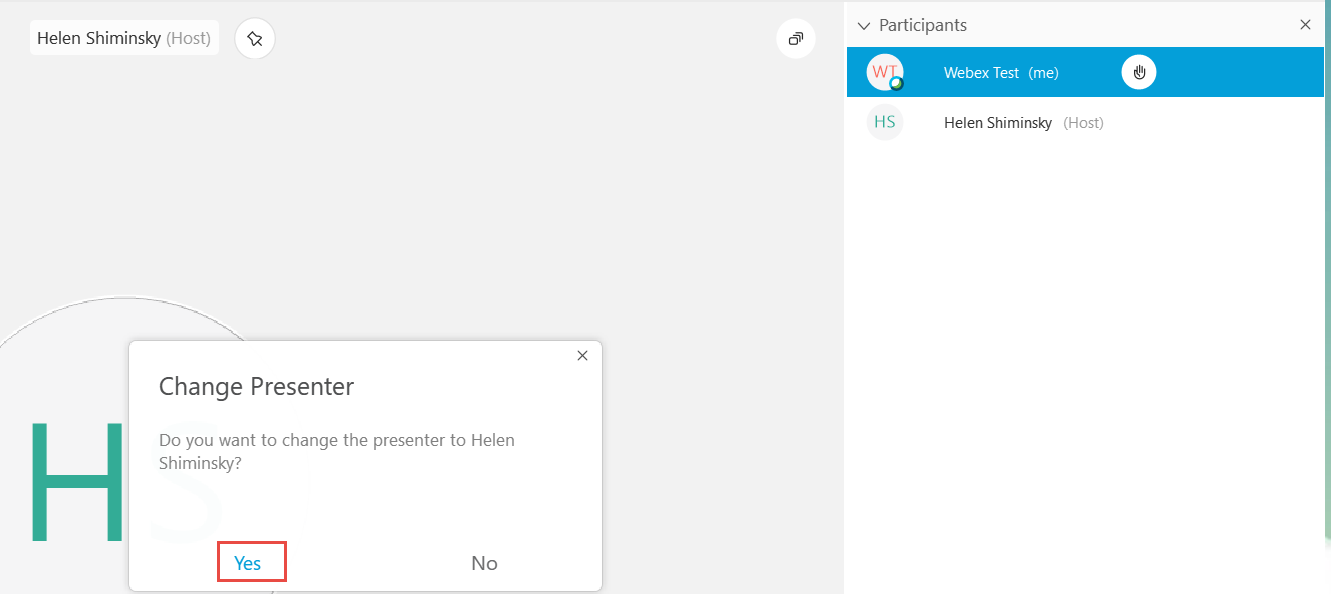 Helen Shiminsky (Host)
Participants
WT
Webex Test (me)
HS
Helen Shiminsky (Host)
HS
Change Presenter
Do you want to change the presenter to Helen
Shiminsky?
Yes
No